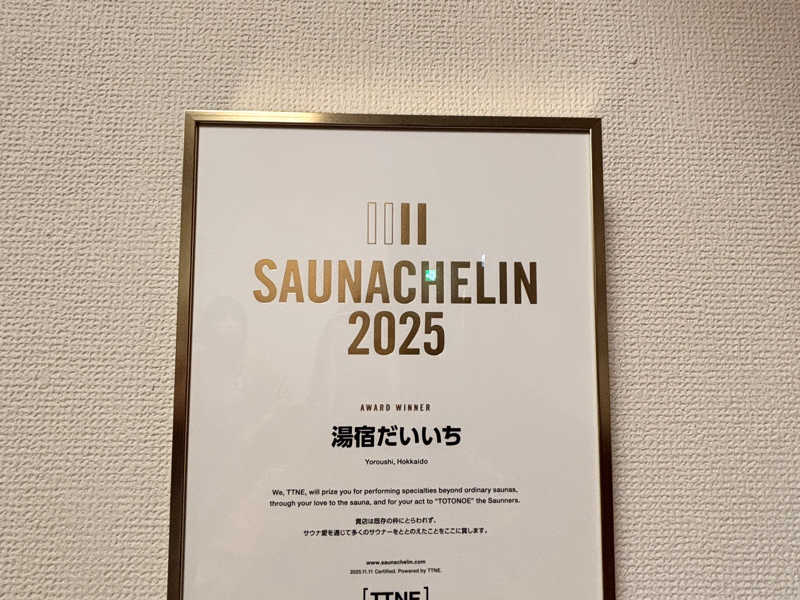 SAUNACHELIN
2025
AWARD WINNER
湯宿だいいち
Yoroushi, Hokkaido
We, TTNE, will prize you for performing specialties beyond ordinary saunas,
through your love to the sauna, and for your act to "TOTONOE" the Saunners.
貴店は既存の枠にとらわれず、
サウナ愛を通じて多くのサウナーをととのえたことをここに賞します。
www.saunachelin.com
2025.11.11 Certified. Powered by TTNE.
[TTNE]